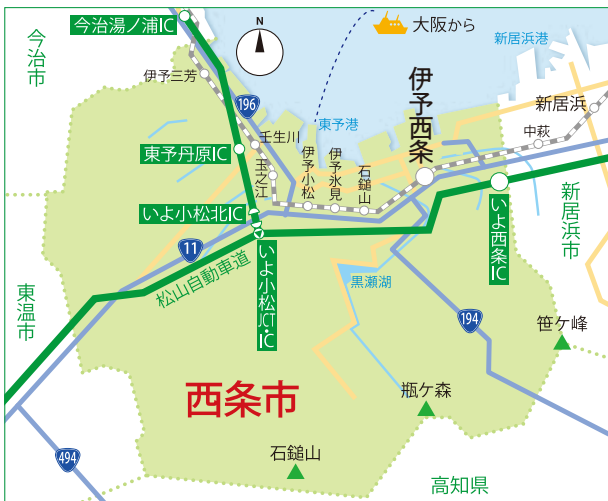 今治湯ノ浦IC
N
大阪から
新居浜港
今治市
伊予三芳
196
東予港
伊予西条
新居浜
中萩
壬生川
東予丹原IC
玉之江
伊予小松
伊予氷見
石鎚山
いよ小松北IC
いよ西条IC
新居浜市
11
松山自動車道
いよ小松JCT・IC
黒瀬湖
東温市
194
笹ケ峰
西条市
瓶ケ森
494
石鎚山
高知県